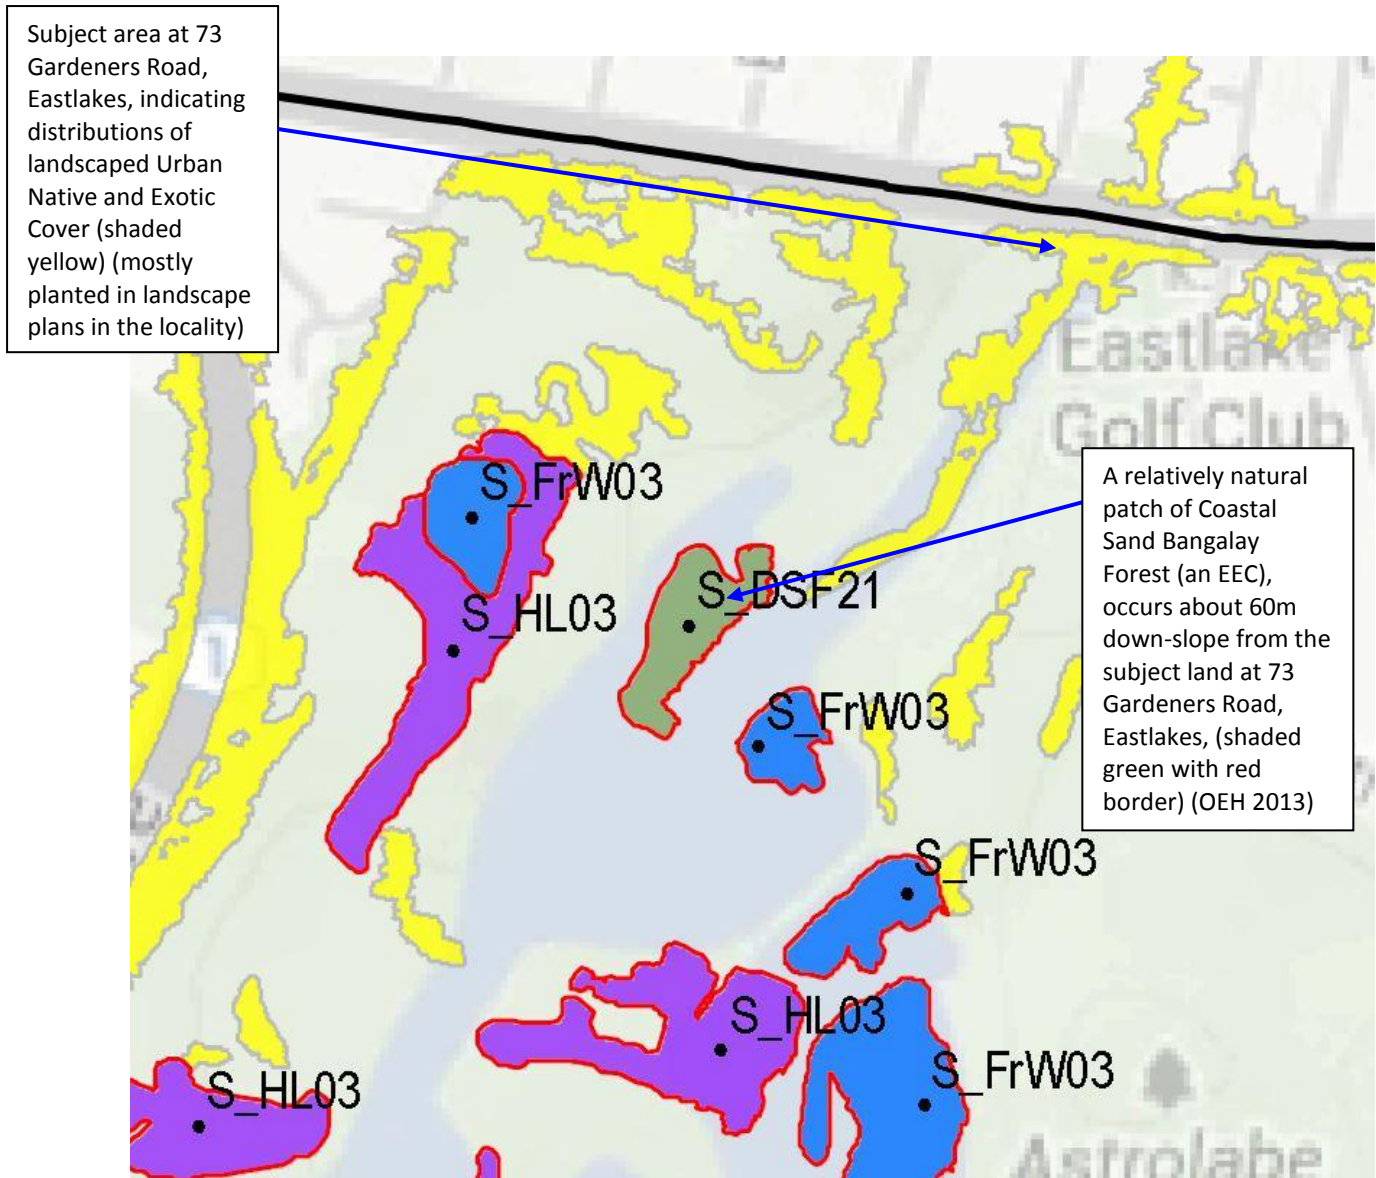 Subject area at 73
Gardeners Road,
Eastlakes, indicating
distributions of
landscaped Urban
Native and Exotic
Cover (shaded
yellow) (mostly
planted in landscape
plans in the locality)
Eastlake
Golf Club
A relatively natural
patch of Coastal
Sand Bangalay
Forest (an EEC),
occurs about 60m
down-slope from the
subject land at 73
Gardeners Road,
Eastlakes, (shaded
green with red
border) (OEH 2013)
S_FrW03
S_DSF21
S_HL03
S_FrW03
S_FrW03
S_HL03
S_FrW03
S_HL03
Astrolabe